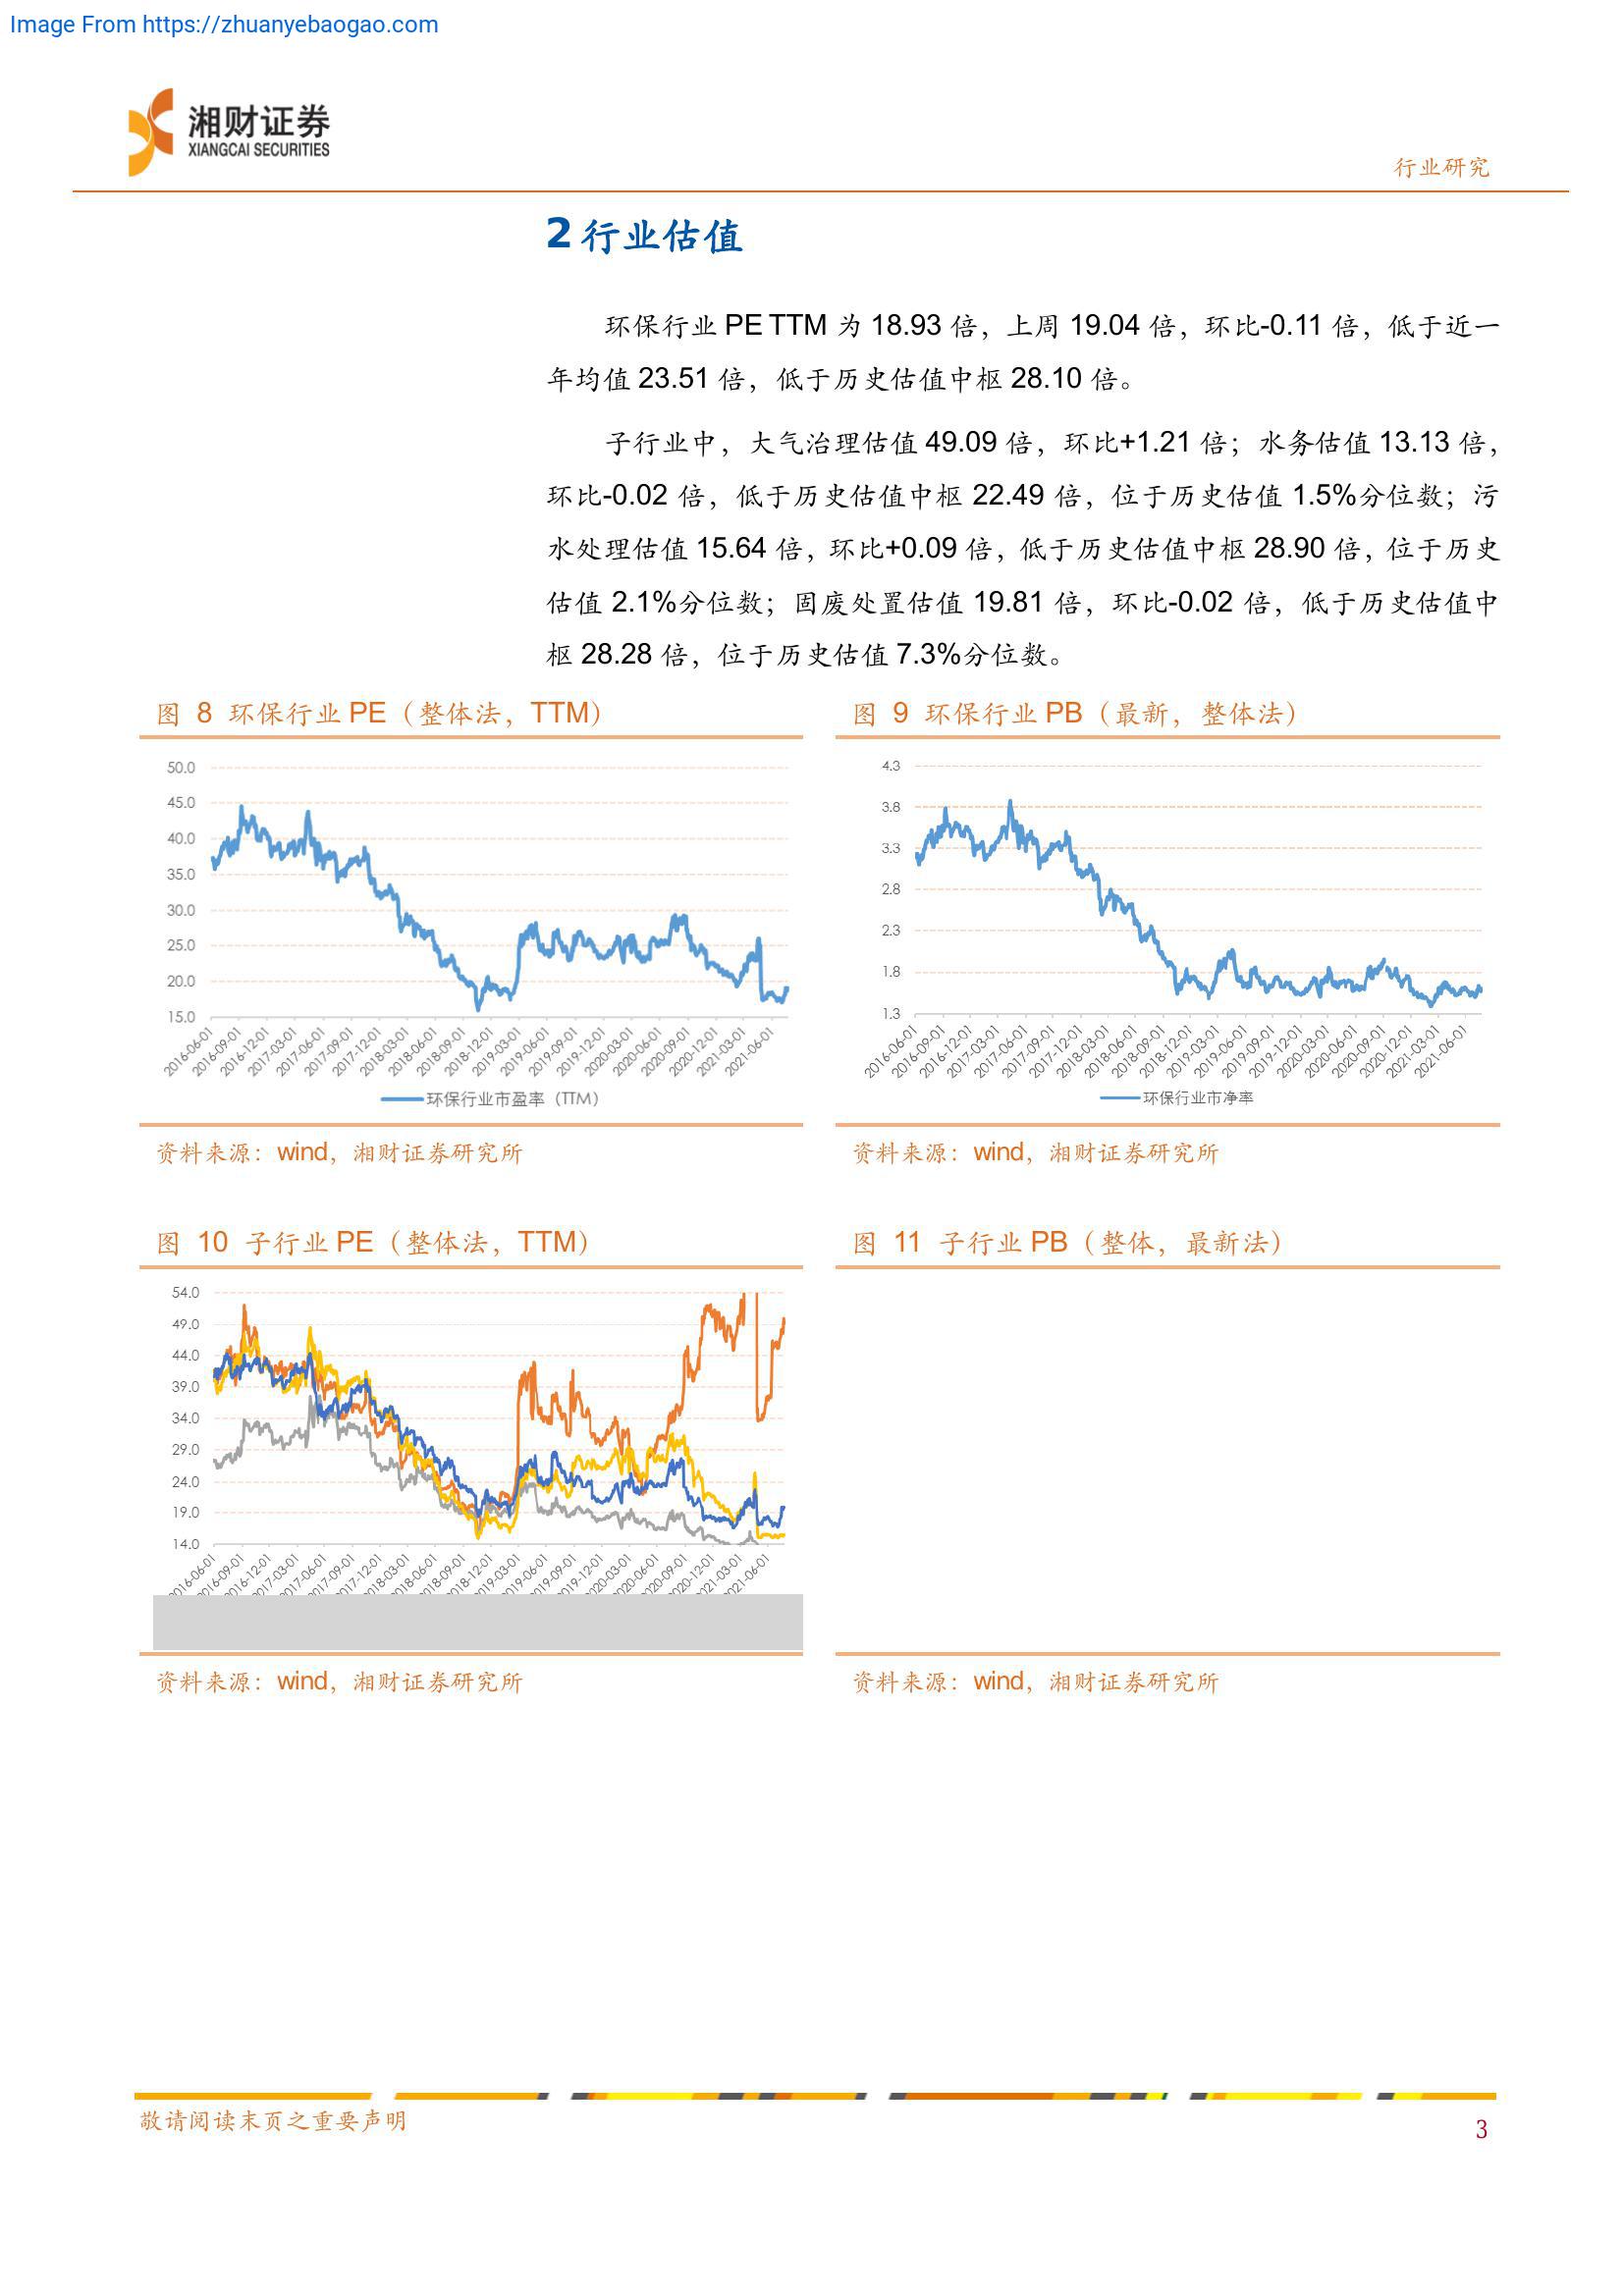 Image From https://zhuanyebaogao.com
湘财证券
XIANGCAI SECURITIES
行业研究
2 行业估值
环保行业 PE TTM 为 18.93 倍，上周 19.04 倍，环比-0.11 倍，低于近一
年均值 23.51 倍，低于历史估值中枢 28.10 倍。
子行业中，大气治理估值 49.09 倍，环比+1.21 倍；水务估值 13.13 倍，
环比-0.02 倍，低于历史估值中枢 22.49 倍，位于历史估值 1.5%分位数；污
水处理估值 15.64 倍，环比+0.09 倍，低于历史估值中枢 28.90 倍，位于历史
估值 2.1%分位数；固废处置估值 19.81 倍，环比-0.02 倍，低于历史估值中
枢 28.28 倍，位于历史估值 7.3%分位数。
图 8 环保行业 PE（整体法，TTM）
50.0
45.0
40.0
35.0
30.0
25.0
20.0
15.0
2016-06-01 2016-09-01 2016-12-01 2017-03-01 2017-06-01 2017-09-01 2017-12-01 2018-03-01 2018-06-01 2018-09-01 2018-12-01 2019-03-01 2019-06-01 2019-09-01 2019-12-01 2020-03-01 2020-06-01 2020-09-01 2020-12-01 2021-03-01 2021-06-01
环保行业市盈率（TTM）
资料来源：wind，湘财证券研究所
图 9 环保行业 PB（最新，整体法）
4.3
3.8
3.3
2.8
2.3
1.8
1.3
2016-06-01 2016-09-01 2016-12-01 2017-03-01 2017-06-01 2017-09-01 2017-12-01 2018-03-01 2018-06-01 2018-09-01 2018-12-01 2019-03-01 2019-06-01 2019-09-01 2019-12-01 2020-03-01 2020-06-01 2020-09-01 2020-12-01 2021-03-01 2021-06-01
环保行业市净率
资料来源：wind，湘财证券研究所
图 10 子行业 PE（整体法，TTM）
54.0
49.0
44.0
39.0
34.0
29.0
24.0
19.0
14.0
016-06-01 016-09-01 016-12-01 017-03-01 017-06-01 017-09-01 017-12-01 018-03-01 018-06-01 018-09-01 018-12-01 019-03-01 019-06-01 019-09-01 019-12-01 020-03-01 020-06-01 020-09-01 020-12-01 021-03-01 021-06-01
资料来源：wind，湘财证券研究所
图 11 子行业 PB（整体，最新法）
资料来源：wind，湘财证券研究所
敬请阅读末页之重要声明
3